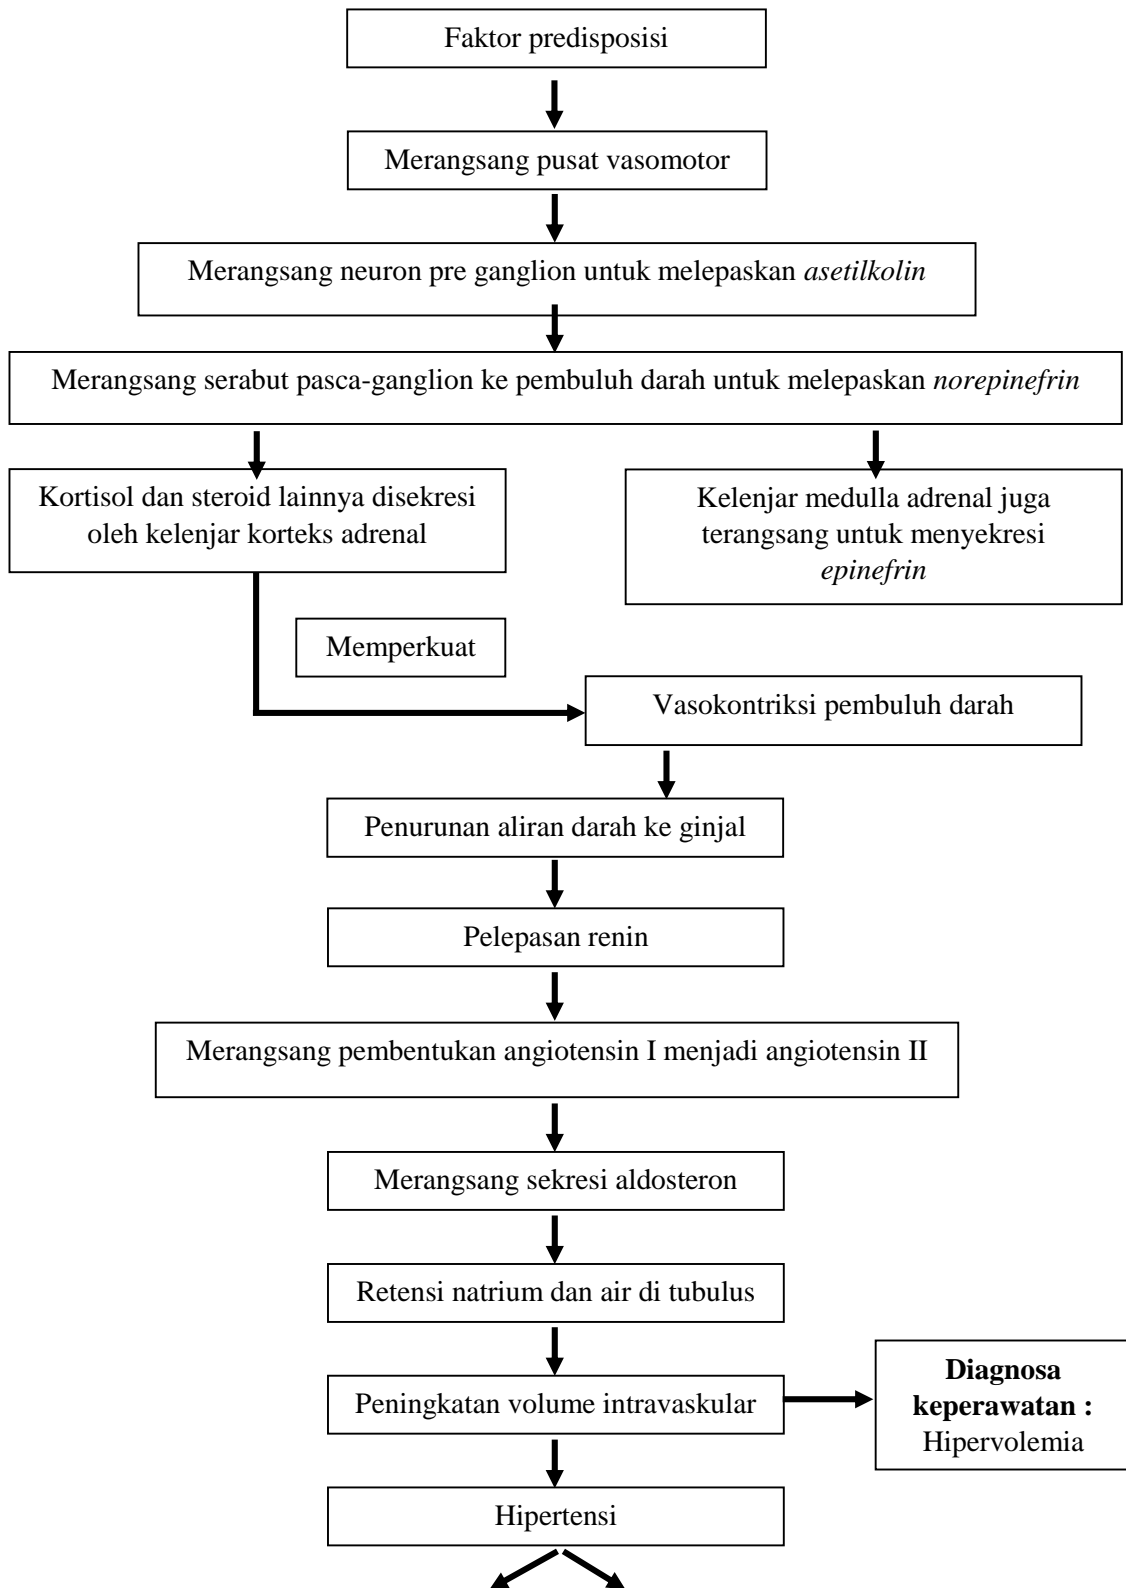 Faktor predisposisi
Merangsang pusat vasomotor
Merangsang neuron pre ganglion untuk melepaskan asetilkolin
Merangsang serabut pasca-ganglion ke pembuluh darah untuk melepaskan norepinefrin
Kortisol dan steroid lainnya disekresi
oleh kelenjar korteks adrenal
Kelenjar medulla adrenal juga
terangsang untuk menyekresi
epinefrin
Memperkuat
Vasokontriksi pembuluh darah
Penurunan aliran darah ke ginjal
Pelepasan renin
Merangsang pembentukan angiotensin I menjadi angiotensin II
Merangsang sekresi aldosteron
Retensi natrium dan air di tubulus
Peningkatan volume intravaskular
Diagnosa
keperawatan :
Hipervolemia
Hipertensi